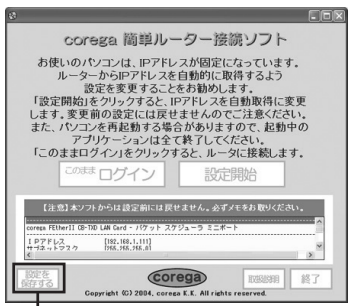 corega 簡単ルーター接続ソフト
お使いのパソコンは、IPアドレスが固定になっています。
ルーターからIPアドレスを自動的に取得するよう
設定を変更することをお勧めします。
「設定開始」をクリックすると、IPアドレスを自動取得に変更
します。変更前の設定には戻せませんのでご注意ください。
また、パソコンを再起動する場合がありますので、起動中の
アプリケーションは全て終了してください。
「このままログイン」をクリックすると、ルータに接続します。
このまま ログイン 設定開始
【注意】本ソフトからは設定前には戻せません。必ずメモをお取りください。
corega FEtherII CB-TXD LAN Card - パケット スケジューラ ミニポート
IPアドレス [192.168.1.111]
サブネットマスク [255.255.255.0]
設定を
保存する
corega
取扱説明書 終了
Copyright (C) 2004, corega K.K. All rights reserved.